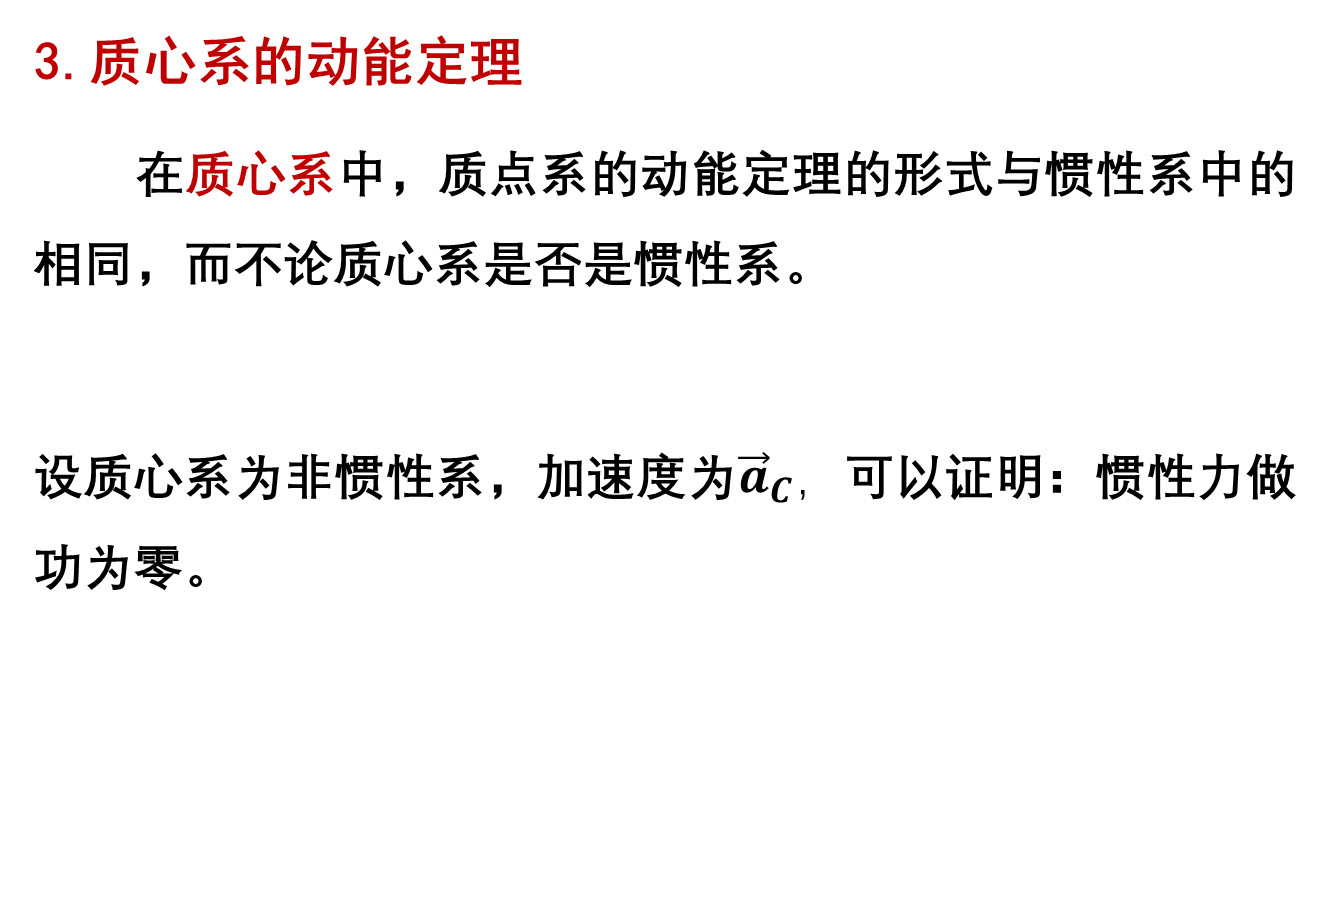 3.质心系的动能定理
在质心系中，质点系的动能定理的形式与惯性系中的
相同，而不论质心系是否是惯性系。
设质心系为非惯性系，加速度为$\vec{a}_C$, 可以证明：惯性力做
功为零。